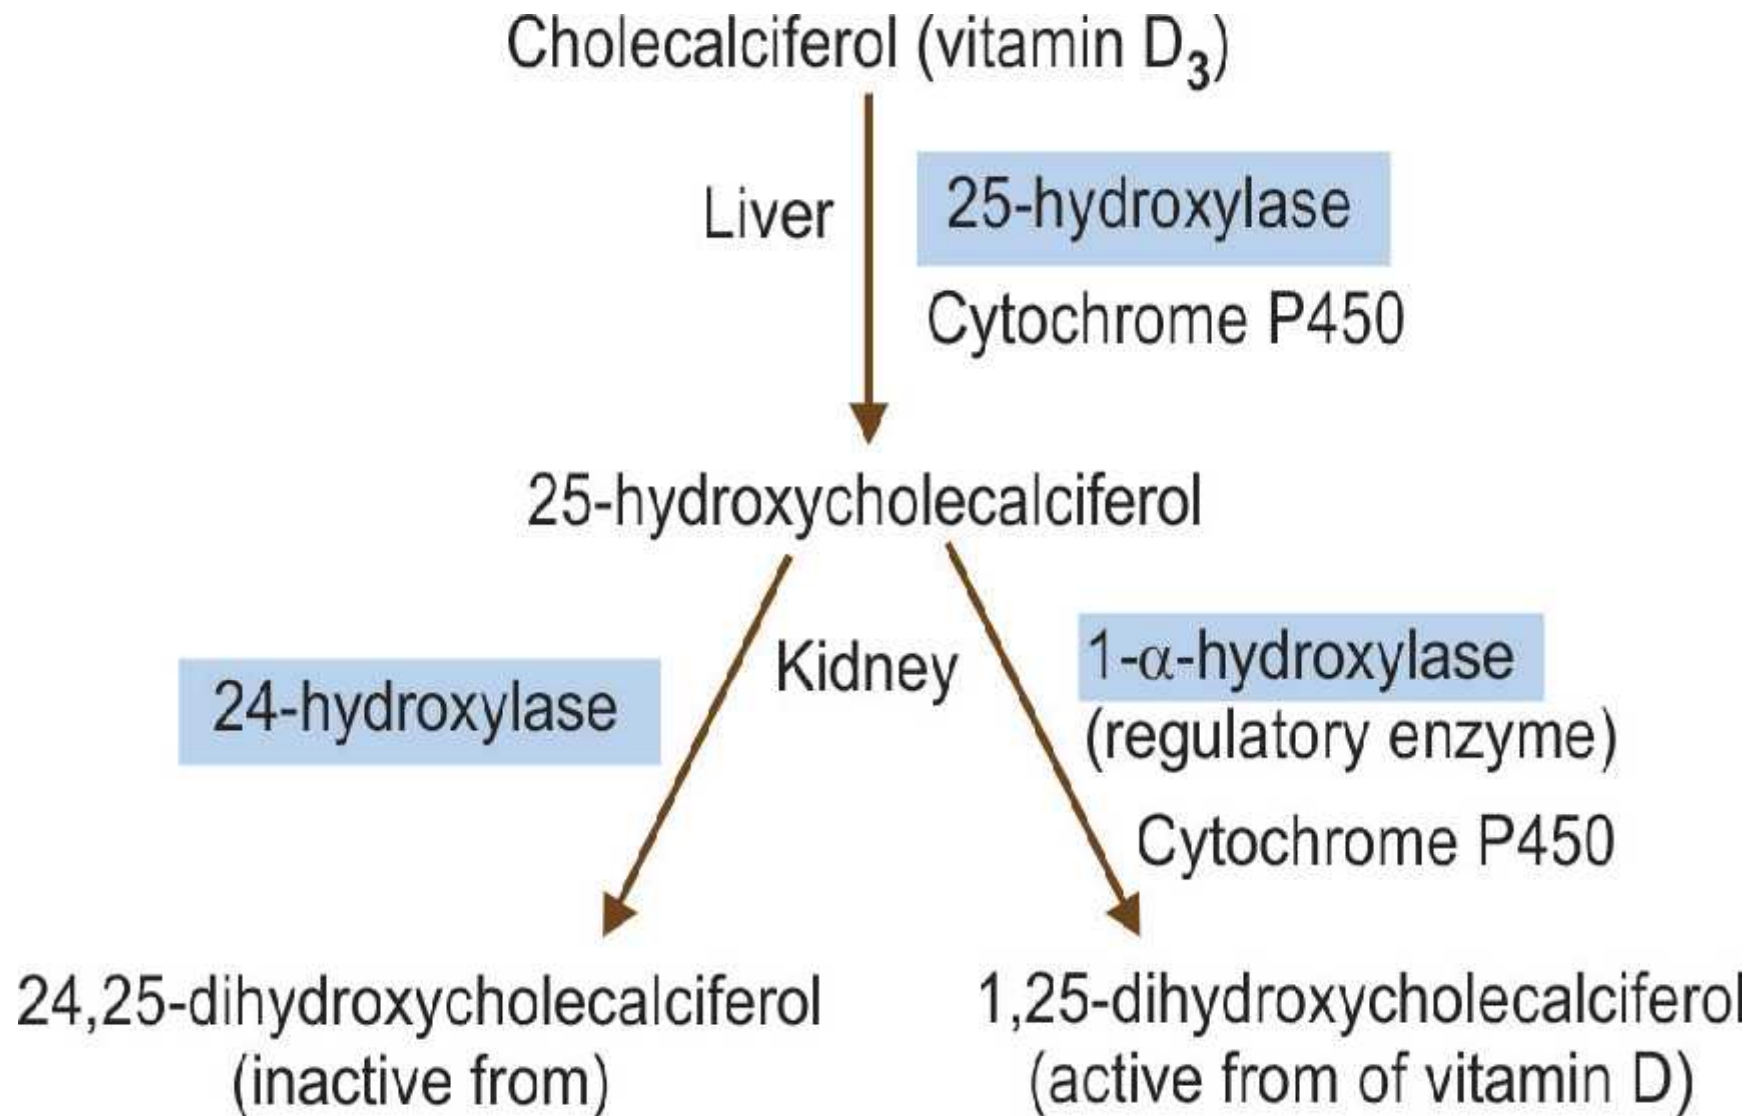 Cholecalciferol (vitamin D₃)
Liver
25-hydroxylase
Cytochrome P450
25-hydroxycholecalciferol
24-hydroxylase
Kidney
1-α-hydroxylase
(regulatory enzyme)
Cytochrome P450
24,25-dihydroxycholecalciferol
(inactive from)
1,25-dihydroxycholecalciferol
(active from of vitamin D)